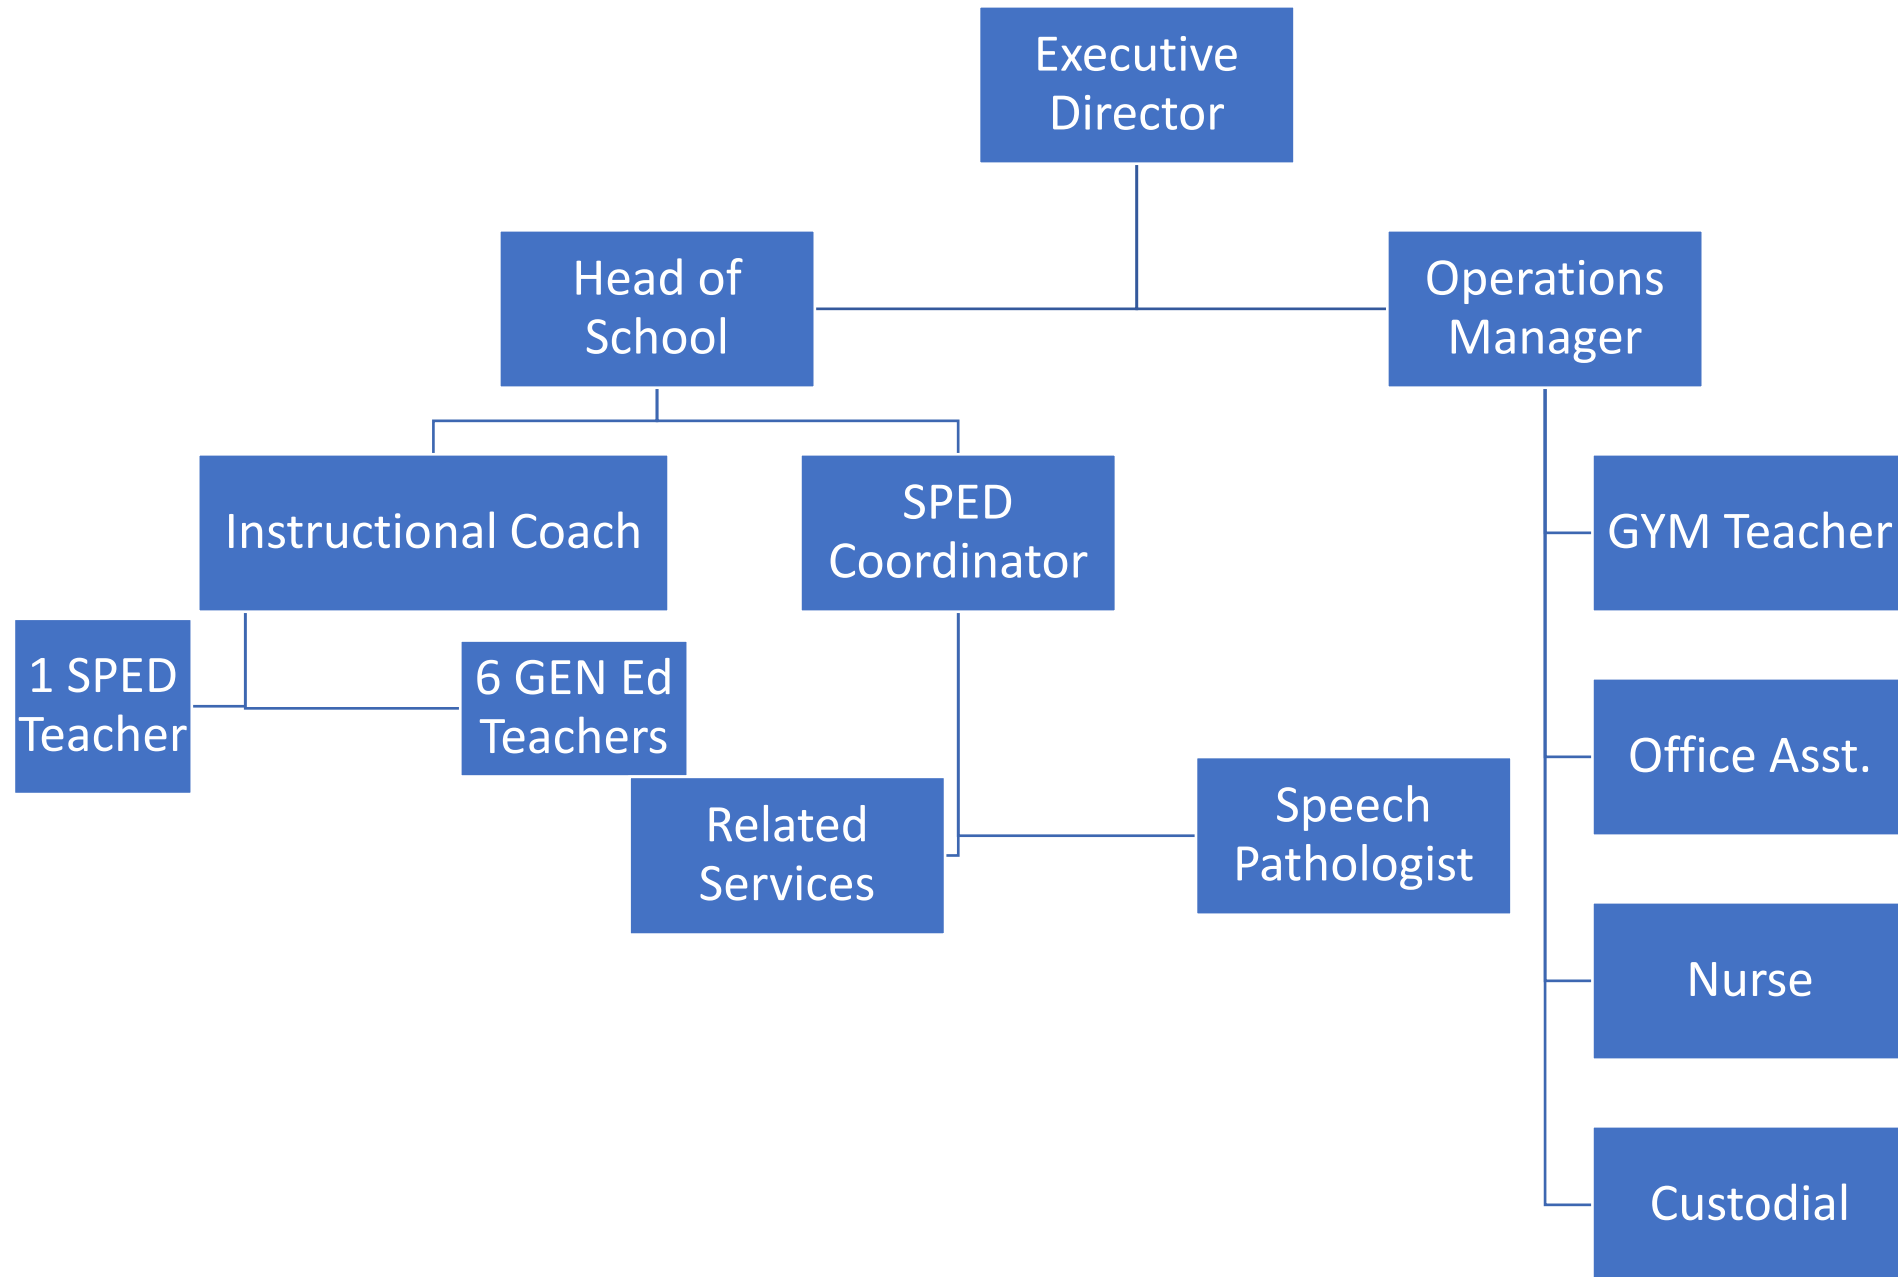 Executive
Director
Head of
School
Operations
Manager
Instructional Coach
SPED
Coordinator
GYM Teacher
1 SPED
Teacher
6 GEN Ed
Teachers
Office Asst.
Related
Services
Speech
Pathologist
Nurse
Custodial